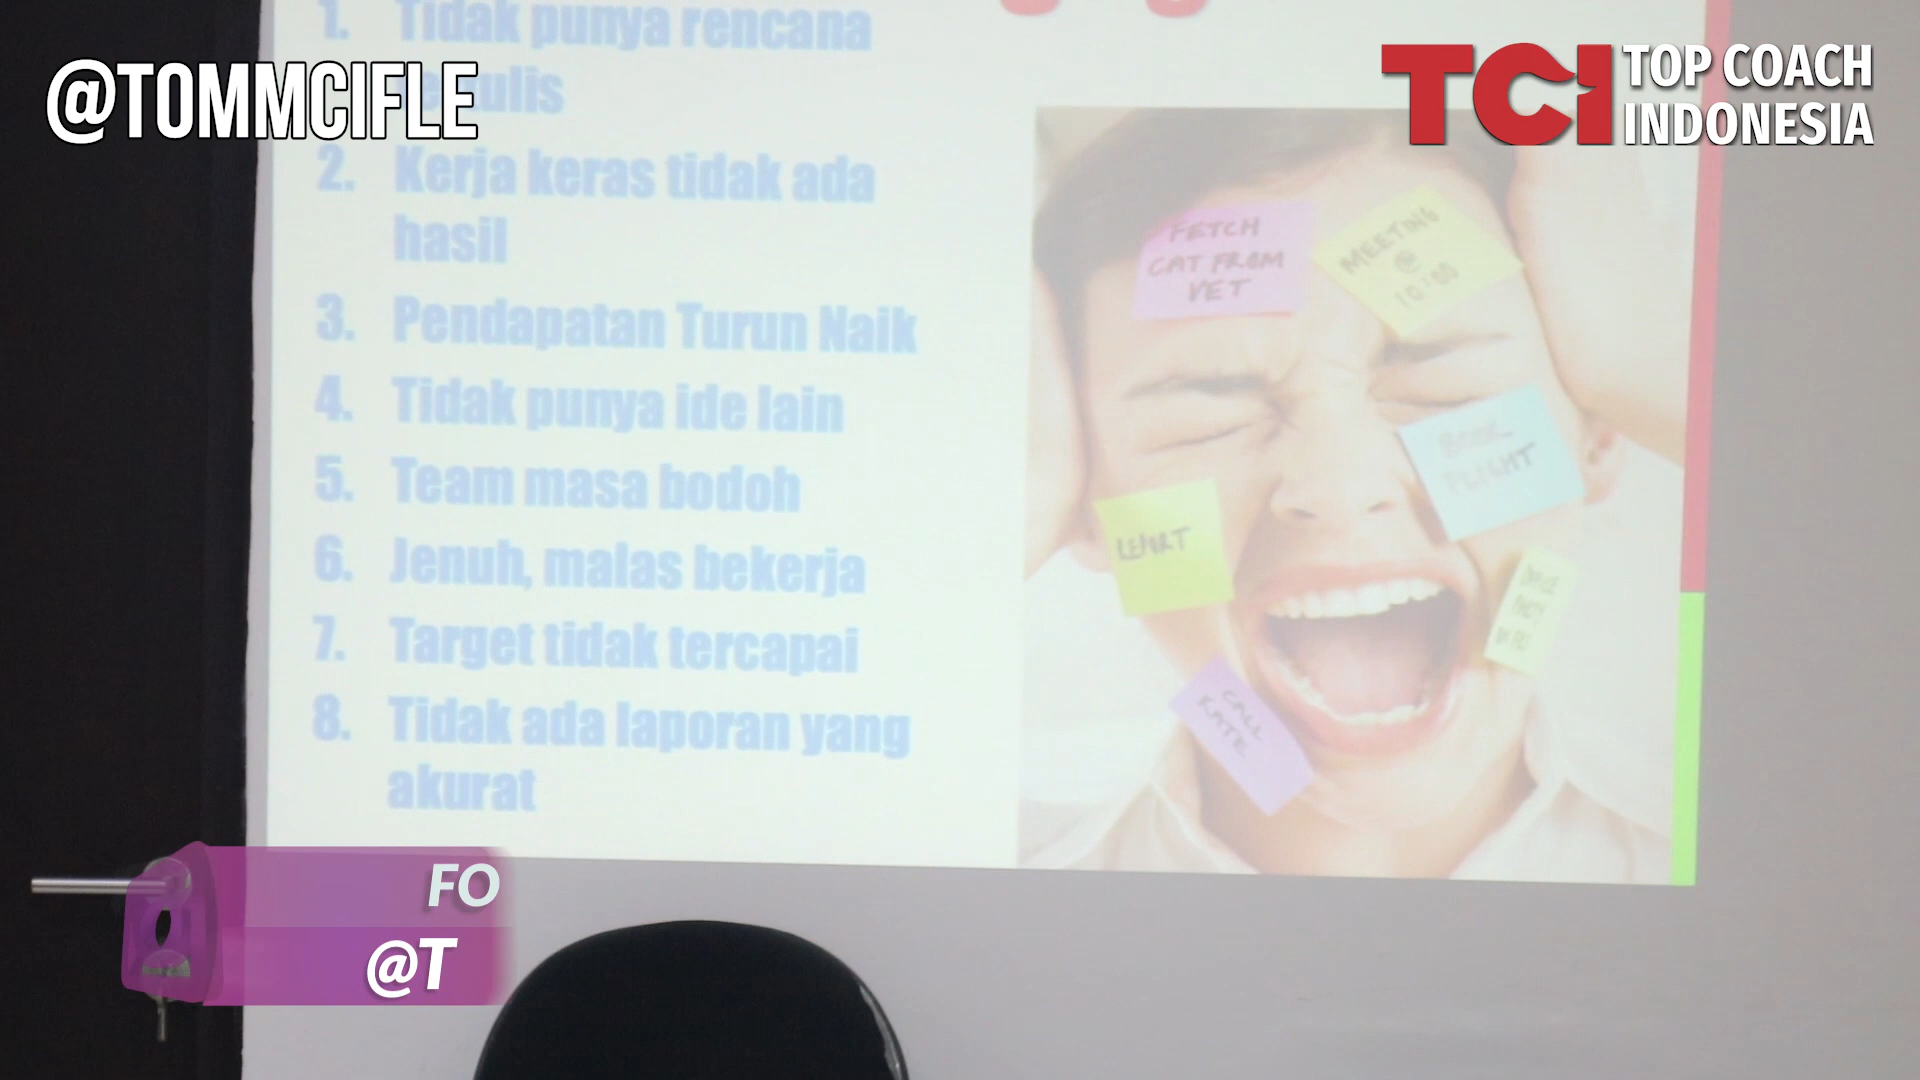 1. Tidak punya rencana
@TOMMCIFLE
2. Kerja keras tidak ada
hasil
3. Pendapatan Turun Naik
4. Tidak punya ide lain
5. Team masa bodoh
6. Jenuh, malas bekerja
7. Target tidak tercapai
8. Tidak ada laporan yang
akurat
TC1 TOP COACH
INDONESIA
FETCH
CAT FROM
VET
MEETING
@
10:00
BOOK
FLIGHT
CALL
KATE
FO
@T